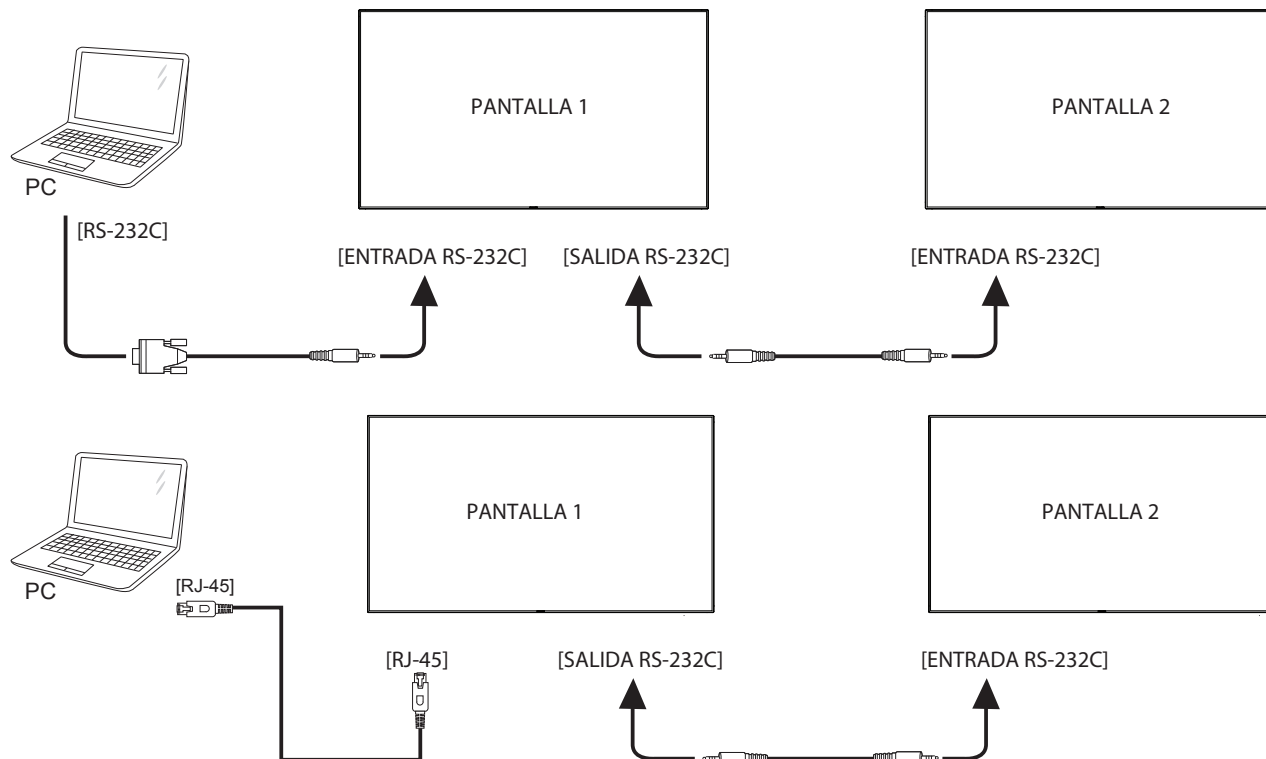 PANTALLA 1
PANTALLA 2
PC
[RS-232C]
[ENTRADA RS-232C]
[SALIDA RS-232C]
[ENTRADA RS-232C]
PANTALLA 1
PANTALLA 2
PC
[RJ-45]
[RJ-45]
[SALIDA RS-232C]
[ENTRADA RS-232C]